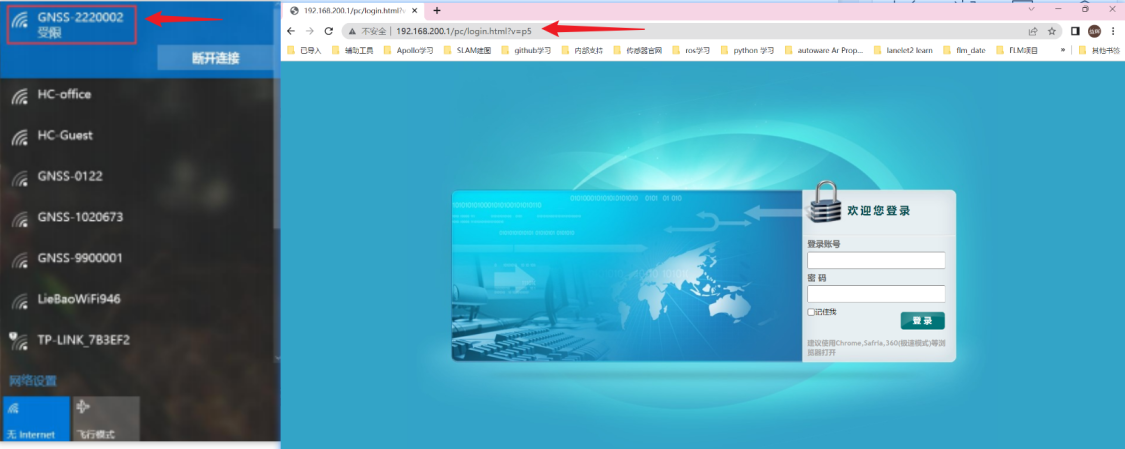 GNSS-2220002
受限
断开连接
HC-office
HC-Guest
GNSS-0122
GNSS-1020673
GNSS-9900001
LieBaoWiFi946
TP-LINK_7B3EF2
网络设置
无 Internet
飞行模式
192.168.200.1/pc/login.html?v=
不安全 192.168.200.1/pc/login.html?v=p5
已导入 辅助工具 Apollo学习 SLAM建图 github学习 内部支持 传感器官网 ros学习 python 学习 autoware Ar Prop... lanelet2 learn flm_date FLM项目 » 其他书签
欢迎您登录
登录账号
密 码
记住我
登录
建议使用Chrome,Safria,360(极速模式)等浏
览器打开